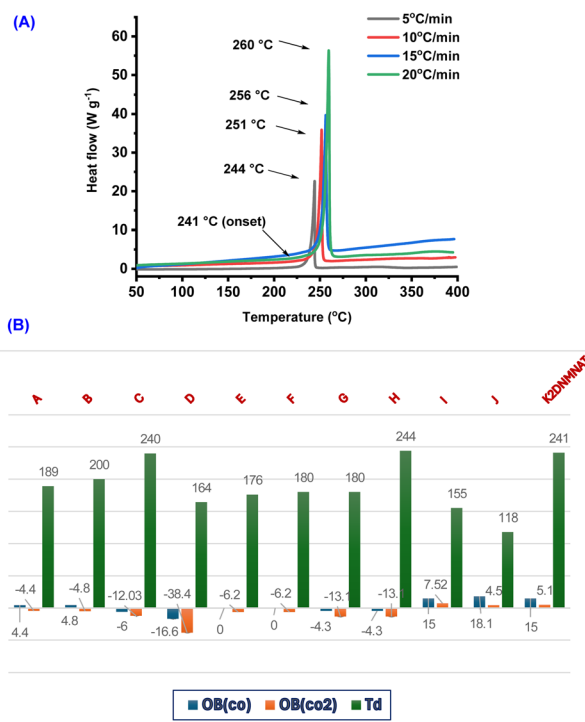 (A)
5°C/min
10°C/min
15°C/min
20°C/min
260 °C
256 °C
251 °C
244 °C
241 °C (onset)
Heat flow (W g-1)
60
50
40
30
20
10
0
50 100 150 200 250 300 350 400
Temperature (°C)
(B)
A B C D E F G H I J K2DNMNAT
189 200 240 164 176 180 180 244 155 118 241
-4.4 -4.8 -12.03 -38.4 -6.2 -6.2 -13.1 -13. 7.52 4.5 5.1
4.4 4.8 -6 -16.6 0 0 -4.3 -4.3 15 18.1 15
OB(co) OB(co2) Td